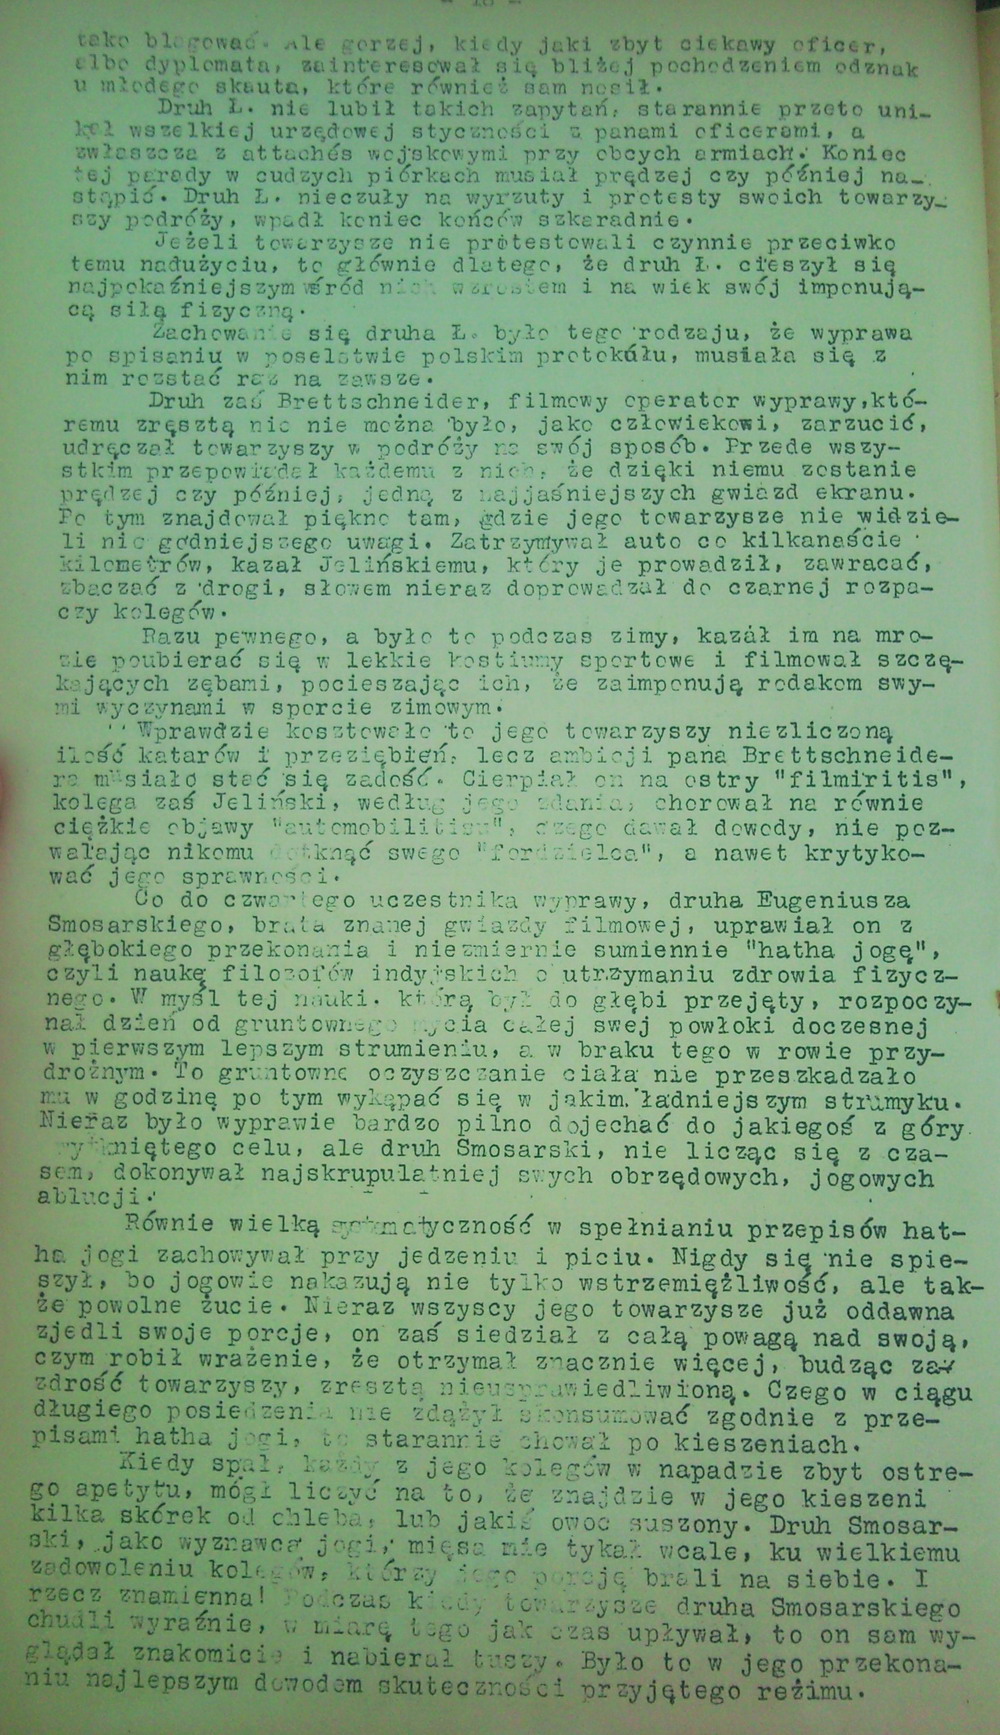 - 18 -
tako blagować. Ale gorzej, kiedy jaki zbyt ciekawy oficer,
albo dyplomata, zainteresował się bliżej pochodzeniem odznak
u młodego skauta, które również sam nosił.
Druh Ł. nie lubił takich zapytań, starannie przeto uni-
kał wszelkiej urzędowej styczności z panami oficerami, a
zwłaszcza z attachés wojskowymi przy obcych armiach. Koniec
tej parady w cudzych piórkach musiał prędzej czy później na-
stąpić. Druh Ł. nieczuły na wyrzuty i protesty swoich towarzy-
szy podróży, wpadł koniec końców szkaradnie.
Jeżeli towarzysze nie protestowali czynnie przeciwko
temu nadużyciu, to głównie dlatego, że druh Ł. cieszył się
najpokaźniejszym wśród nich wzrostem i na wiek swój imponują-
cą siłą fizyczną.
Zachowanie się druha Ł. było tego rodzaju, że wyprawa
po spisaniu w poselstwie polskim protokułu, musiała się z
nim rozstać raz na zawsze.
Druh zaś Brettschneider, filmowy operator wyprawy,któ-
remu zręsztą nic nie można było, jako człowiekowi, zarzucić,
udręczał towarzyszy w podróży na swój sposób. Przede wszy-
stkim przepowiadał każdemu z nich, że dzięki niemu zostanie
prędzej czy później, jedną z najjaśniejszych gwiazd ekranu.
Po tym znajdował piękno tam, gdzie jego towarzysze nie widzie-
li nic godniejszego uwagi. Zatrzymywał auto co kilkanaście
kilometrów, kazał Jelińskiemu, który je prowadził, zawracać,
zbaczać z drogi, słowem nieraz doprowadzał do czarnej rozpa-
czy kolegów.
Razu pewnego, a było to podczas zimy, kazał im na mro-
zie poubierać się w lekkie kostiumy sportowe i filmował szczę-
kających zębami, pocieszając ich, że zaimponują rodakom swy-
mi wyczynami w sporcie zimowym.
Wprawdzie kosztowało to jego towarzyszy niezliczoną
ilość katarów i przeziębień, lecz ambicji pana Brettschneide-
ra musiało stać się zadość. Cierpiał on na ostry "filmiritis",
kolega zaś Jeliński, według jego zdania, chorował na równie
ciężkie objawy "automobilitisu", czego dawał dowody, nie poz-
walając nikomu dotknąć swego "fordzielca", a nawet krytyko-
wać jego sprawności.
Co do czwartego uczestnika wyprawy, druha Eugeniusza
Smosarskiego, brata znanej gwiazdy filmowej, uprawiał on z
głębokiego przekonania i niezmiernie sumiennie "hatha jogę",
czyli naukę filozofów indyjskich o utrzymaniu zdrowia fizycz-
nego. W myśl tej nauki. którą był do głębi przejęty, rozpoczy-
nał dzień od gruntownego mycia całej swej powłoki doczesnej
w pierwszym lepszym strumieniu, a w braku tego w rowie przy-
drożnym. To gruntowne oczyszczanie ciała nie przeszkadzało
mu w godzinę po tym wykąpać się w jakim ładniejszym strumyku.
Nieraz było wyprawie bardzo pilno dojechać do jakiegoś z góry
wytkniętego celu, ale druh Smosarski, nie licząc się z cza-
sem, dokonywał najskrupulatniej swych obrzędowych, jogowych
ablucji.
Równie wielką systematyczność w spełnianiu przepisów hat-
ha jogi zachowywał przy jedzeniu i piciu. Nigdy się nie spie-
szył, bo jogowie nakazują nie tylko wstrzemięźliwość, ale tak-
że powolne żucie. Nieraz wszyscy jego towarzysze już oddawna
zjedli swoje porcje, on zaś siedział z całą powagą nad swoją,
czym robił wrażenie, że otrzymał znacznie więcej, budząc za-
zdrość towarzyszy, zresztą nieusprawiedliwioną. Czego w ciągu
długiego posiedzenia nie zdążył skonsumować zgodnie z prze-
pisami hatha jogi, to starannie chował po kieszeniach.
Kiedy spał, każdy z jego kolegów w napadzie zbyt ostre-
go apetytu, mógł liczyć na to, że znajdzie w jego kieszeni
kilka skórek od chleba, lub jakiś owoc suszony. Druh Smosar-
ski, jako wyznawca jogi, mięsa nie tykał wcale, ku wielkiemu
zadowoleniu kolegów, którzy jego porcję brali na siebie. I
rzecz znamienna! Podczas kiedy towarzysze druha Smosarskiego
chudli wyraźnie, w miarę tego jak czas upływał, to on sam wy-
glądał znakomicie i nabierał tuszy. Było to w jego przekona-
niu najlepszym dowodem skuteczności przyjętego reżimu.